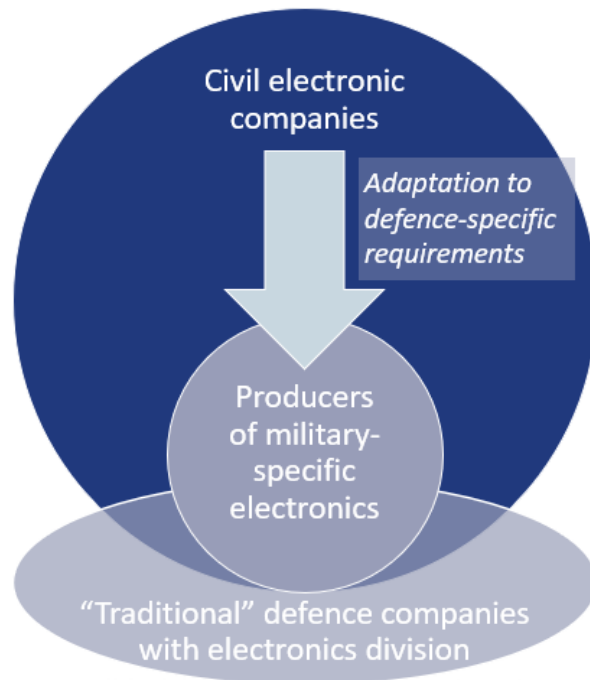 Civil electronic
companies
Adaptation to
defence-specific
requirements
Producers
of military-
specific
electronics
“Traditional” defence companies
with electronics division